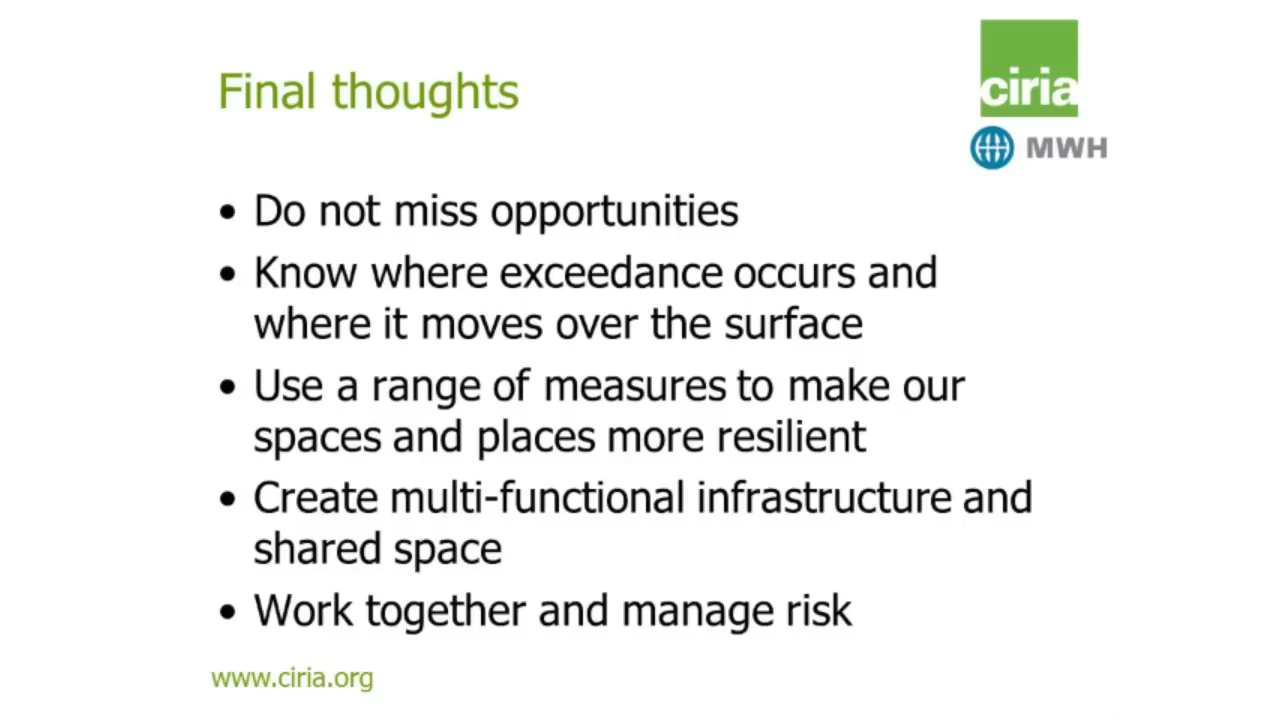 Final thoughts
ciria
MWH
• Do not miss opportunities
• Know where exceedance occurs and
where it moves over the surface
• Use a range of measures to make our
spaces and places more resilient
• Create multi-functional infrastructure and
shared space
• Work together and manage risk
www.ciria.org